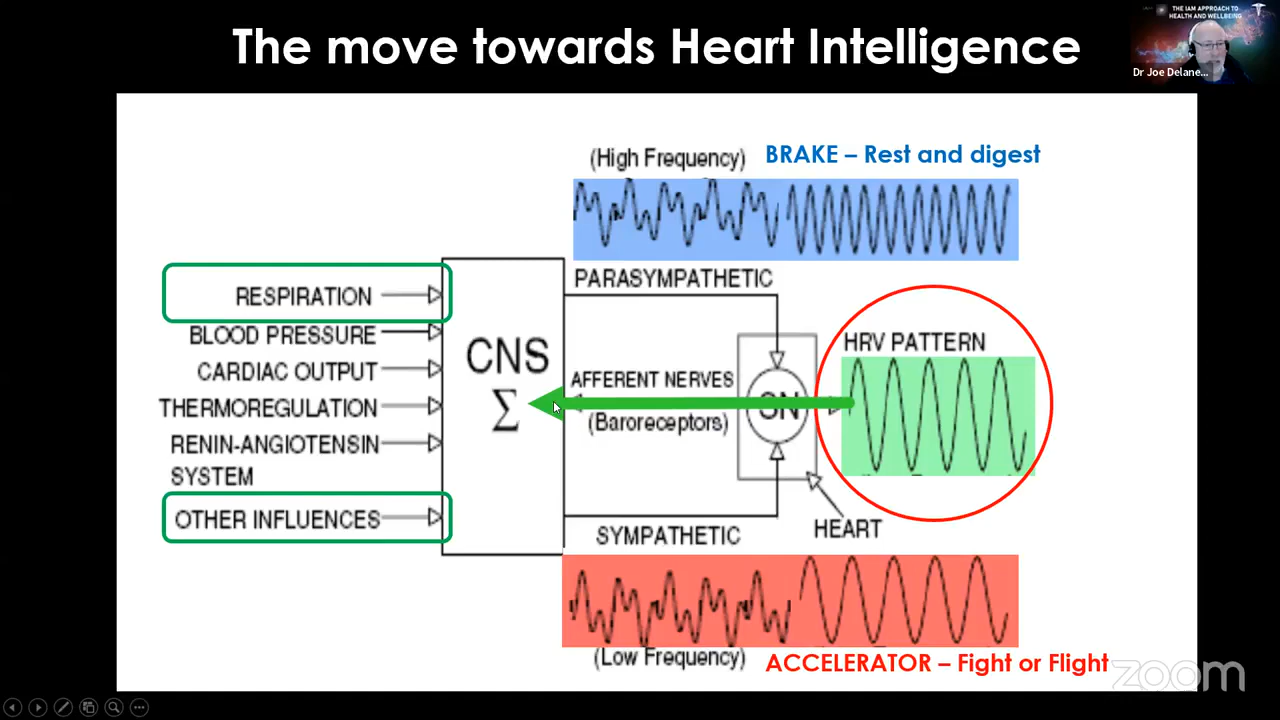 The move towards Heart Intelligence
THE IAM APPROACH TO
HEALTH AND WELLBEING
Dr Joe Delane...
(High Frequency)
BRAKE – Rest and digest
PARASYMPATHETIC
RESPIRATION
BLOOD PRESSURE
CARDIAC OUTPUT
THERMOREGULATION
RENIN-ANGIOTENSIN
SYSTEM
OTHER INFLUENCES
CNS
Σ
AFFERENT NERVES
(Baroreceptors)
SN
HRV PATTERN
HEART
SYMPATHETIC
(Low Frequency)
ACCELERATOR – Fight or Flight
zoom